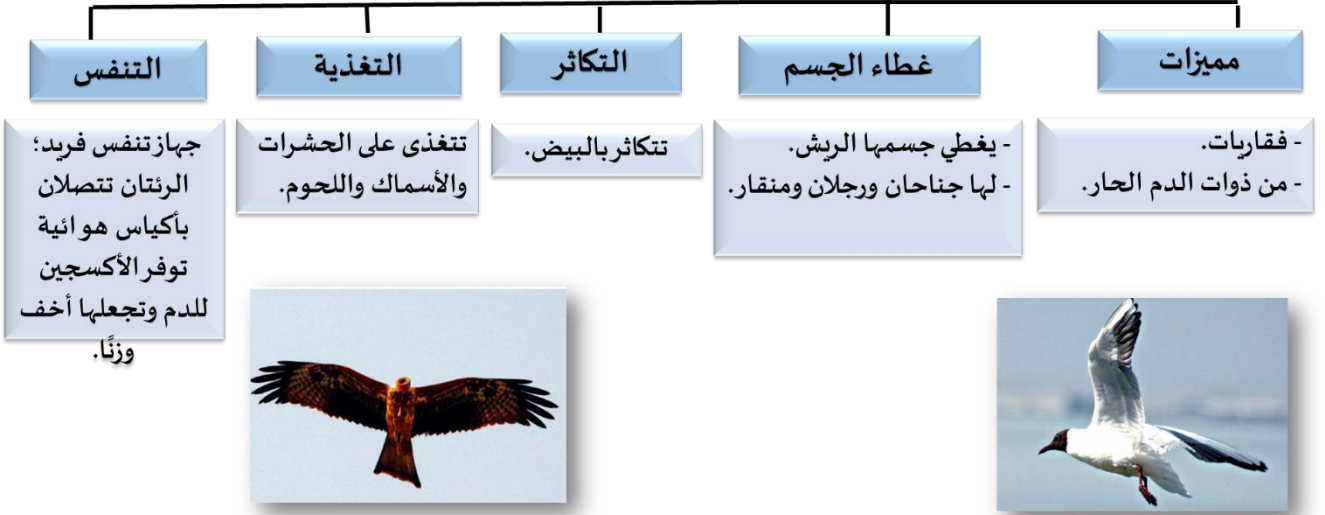 مميزات
- فقاريات.
- من ذوات الدم الحار.
غطاء الجسم
- يغطي جسمها الريش.
- لها جناحان ورجلان ومنقار.
التكاثر
تتكاثر بالبيض.
التغذية
تتغذى على الحشرات
والأسماك واللحوم.
التنفس
جهاز تنفس فريد؛
الرئتان تتصلان
بأكياس هوائية
توفر الأكسجين
للدم وتجعلها أخف
وزنًا.